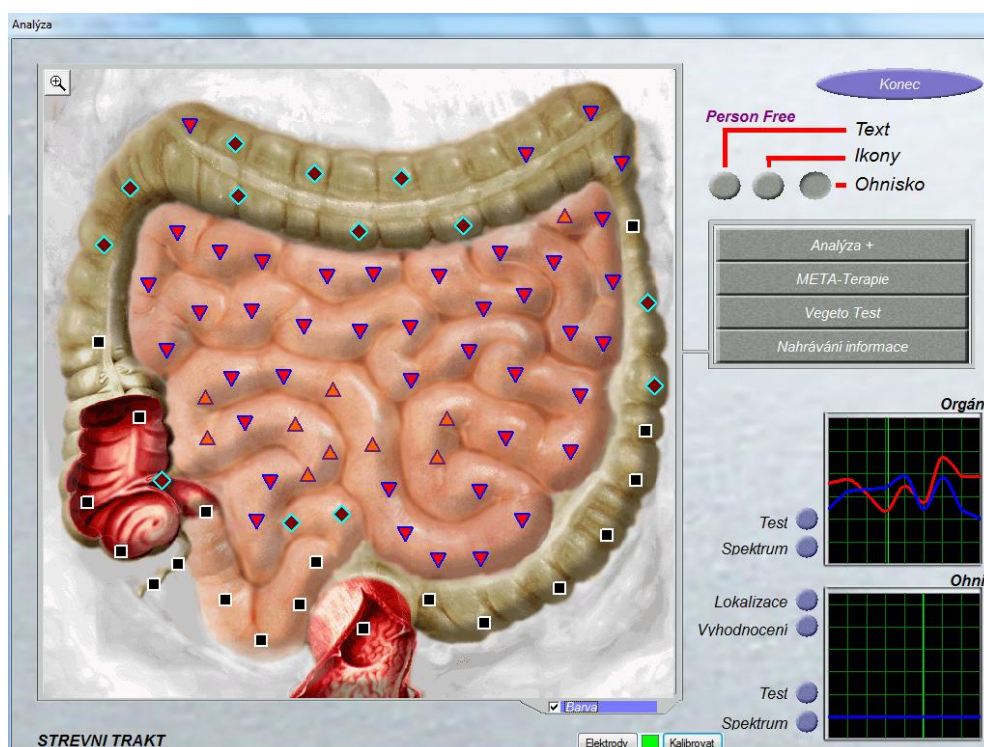 Analýza
Konec
Person Free
Text
Ikony
Ohnisko
Analýza +
META-Terapie
Vegeto Test
Nahrávání informace
Orgán
Test
Spektrum
Ohni
Lokalizace
Vyhodnocení
Test
Spektrum
Barva
STREVNI TRAKT
Elektrody
Kalibrovat